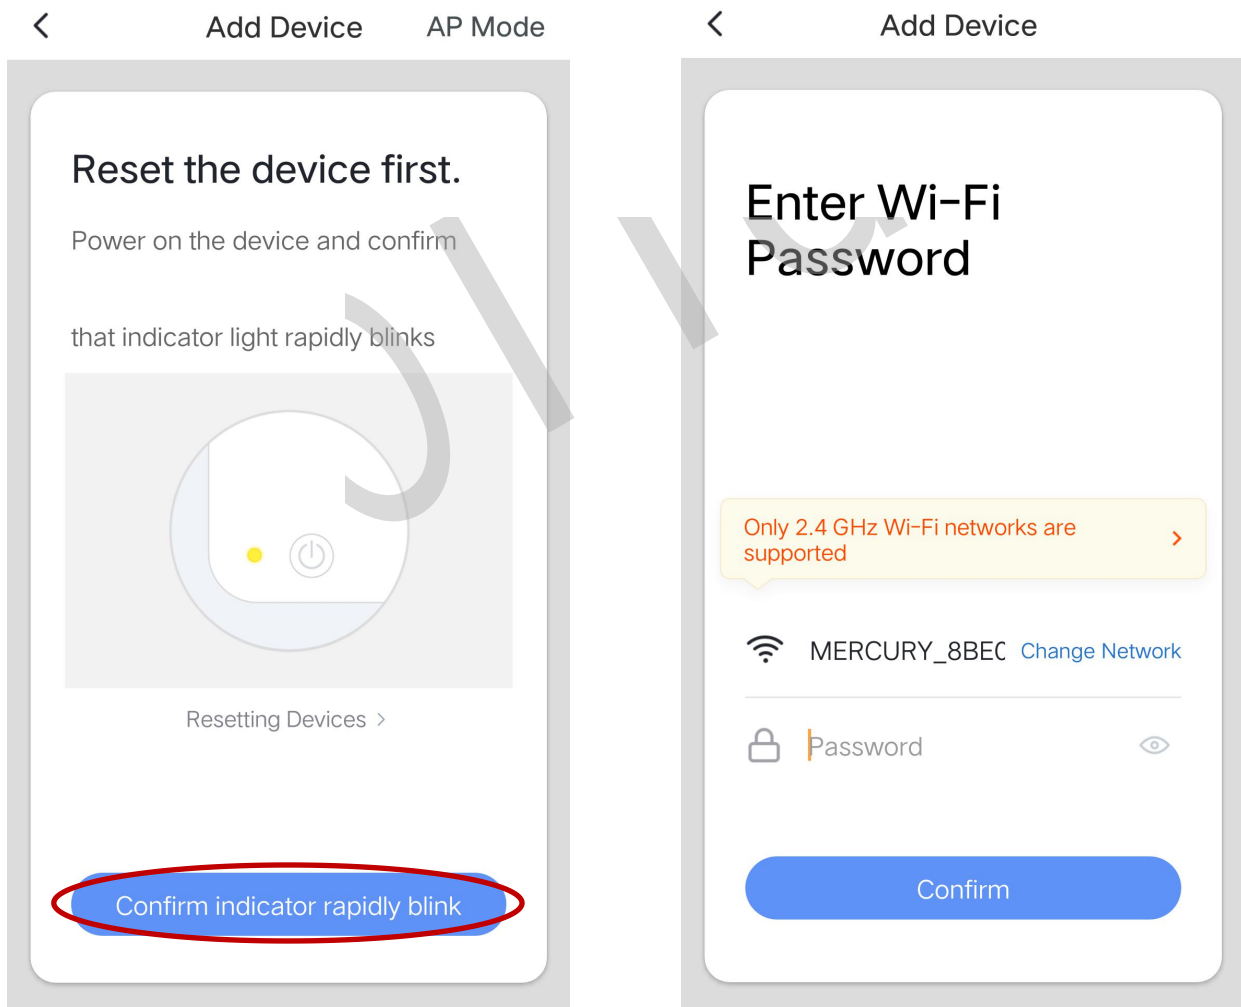 Add Device
AP Mode
Reset the device first.
Power on the device and confirm
that indicator light rapidly blinks
Resetting Devices >
Confirm indicator rapidly blink
Add Device
Enter Wi-Fi
Password
Only 2.4 GHz Wi-Fi networks are
supported
MERCURY_8BEC
Change Network
Password
Confirm